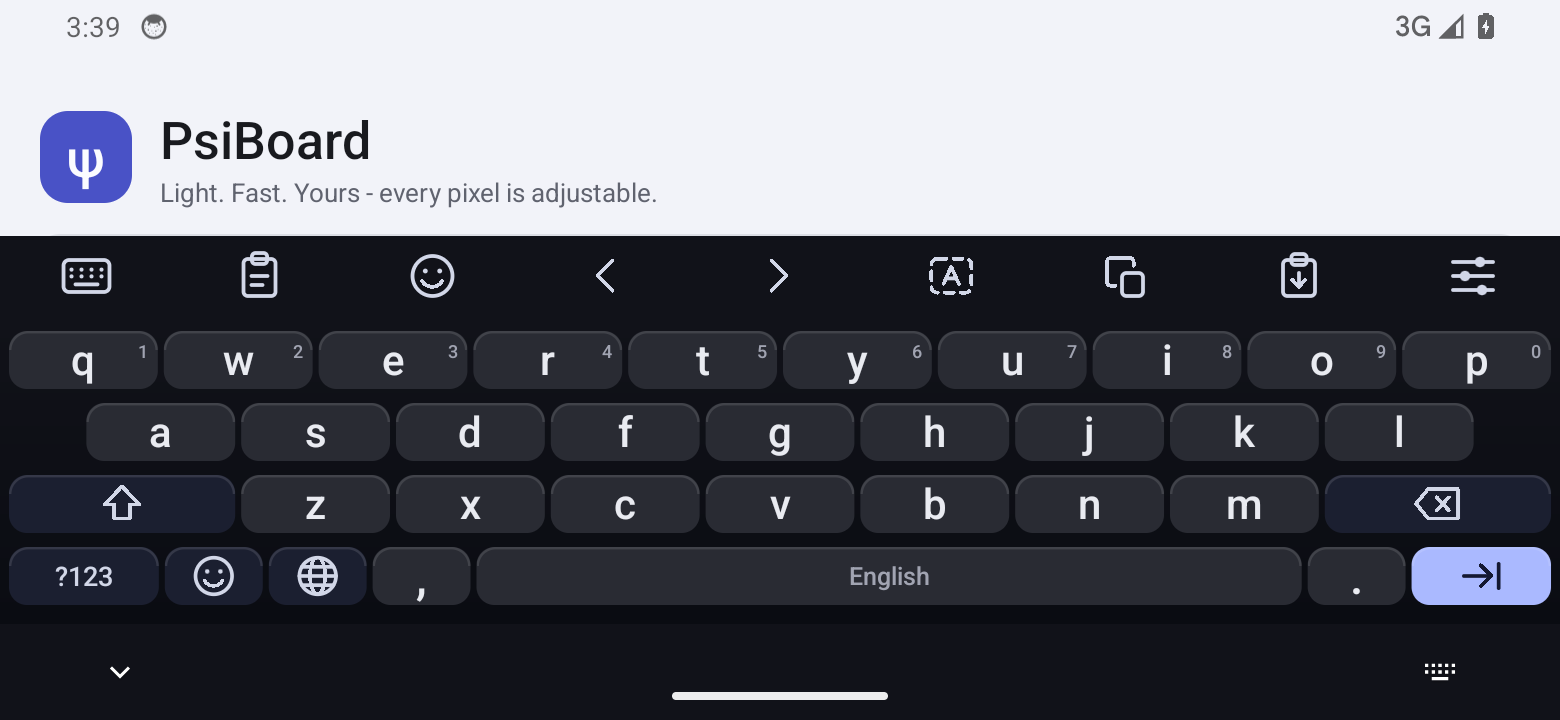 3:39
3G
ψ
PsiBoard
Light. Fast. Yours - every pixel is adjustable.
A
q 1 w 2 e 3 r 4 t 5 y 6 u 7 i 8 o 9 p 0
a s d f g h j k l
z x c v b n m
?123 , English .